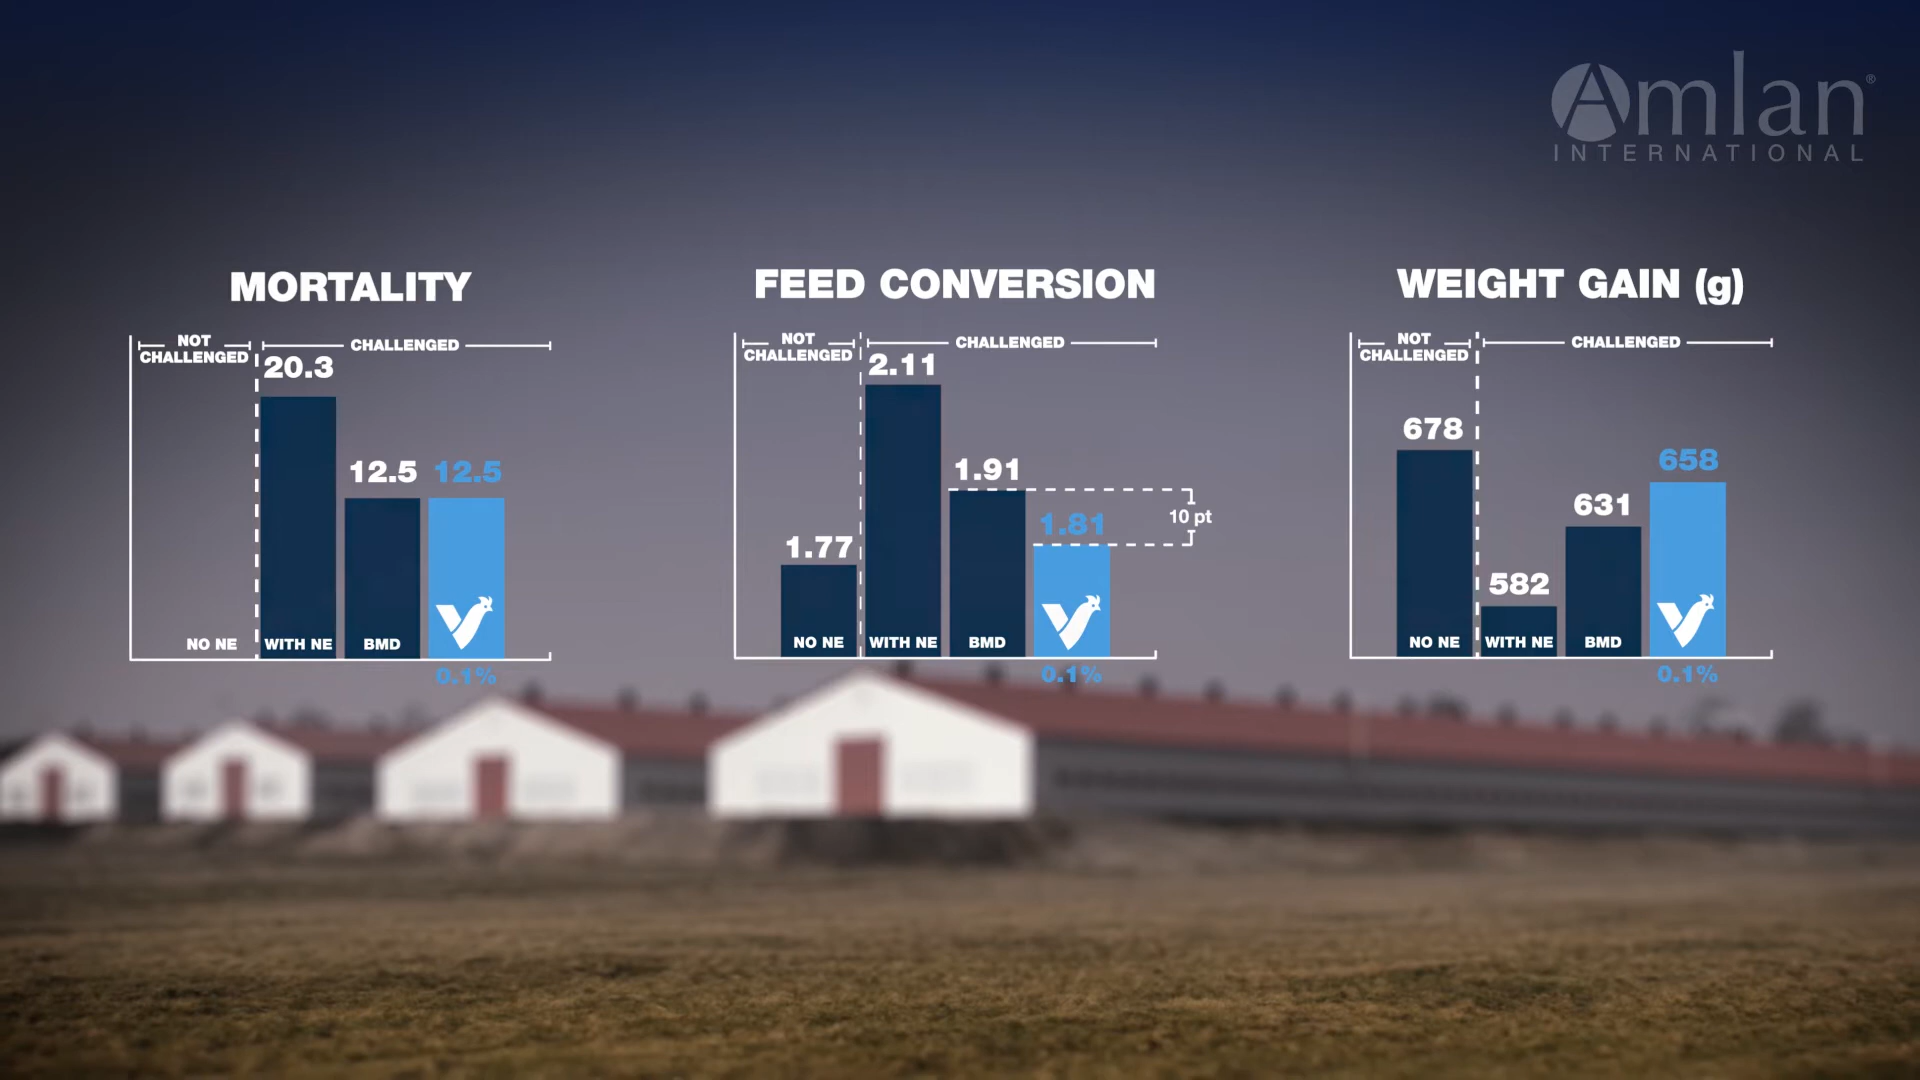 Amlan®
INTERNATIONAL
MORTALITY
NOT
CHALLENGED
CHALLENGED
20.3
12.5
12.5
NO NE
WITH NE
BMD
0.1%
FEED CONVERSION
NOT
CHALLENGED
CHALLENGED
2.11
1.91
1.81
10 pt
1.77
NO NE
WITH NE
BMD
0.1%
WEIGHT GAIN (g)
NOT
CHALLENGED
CHALLENGED
678
658
631
582
NO NE
WITH NE
BMD
0.1%